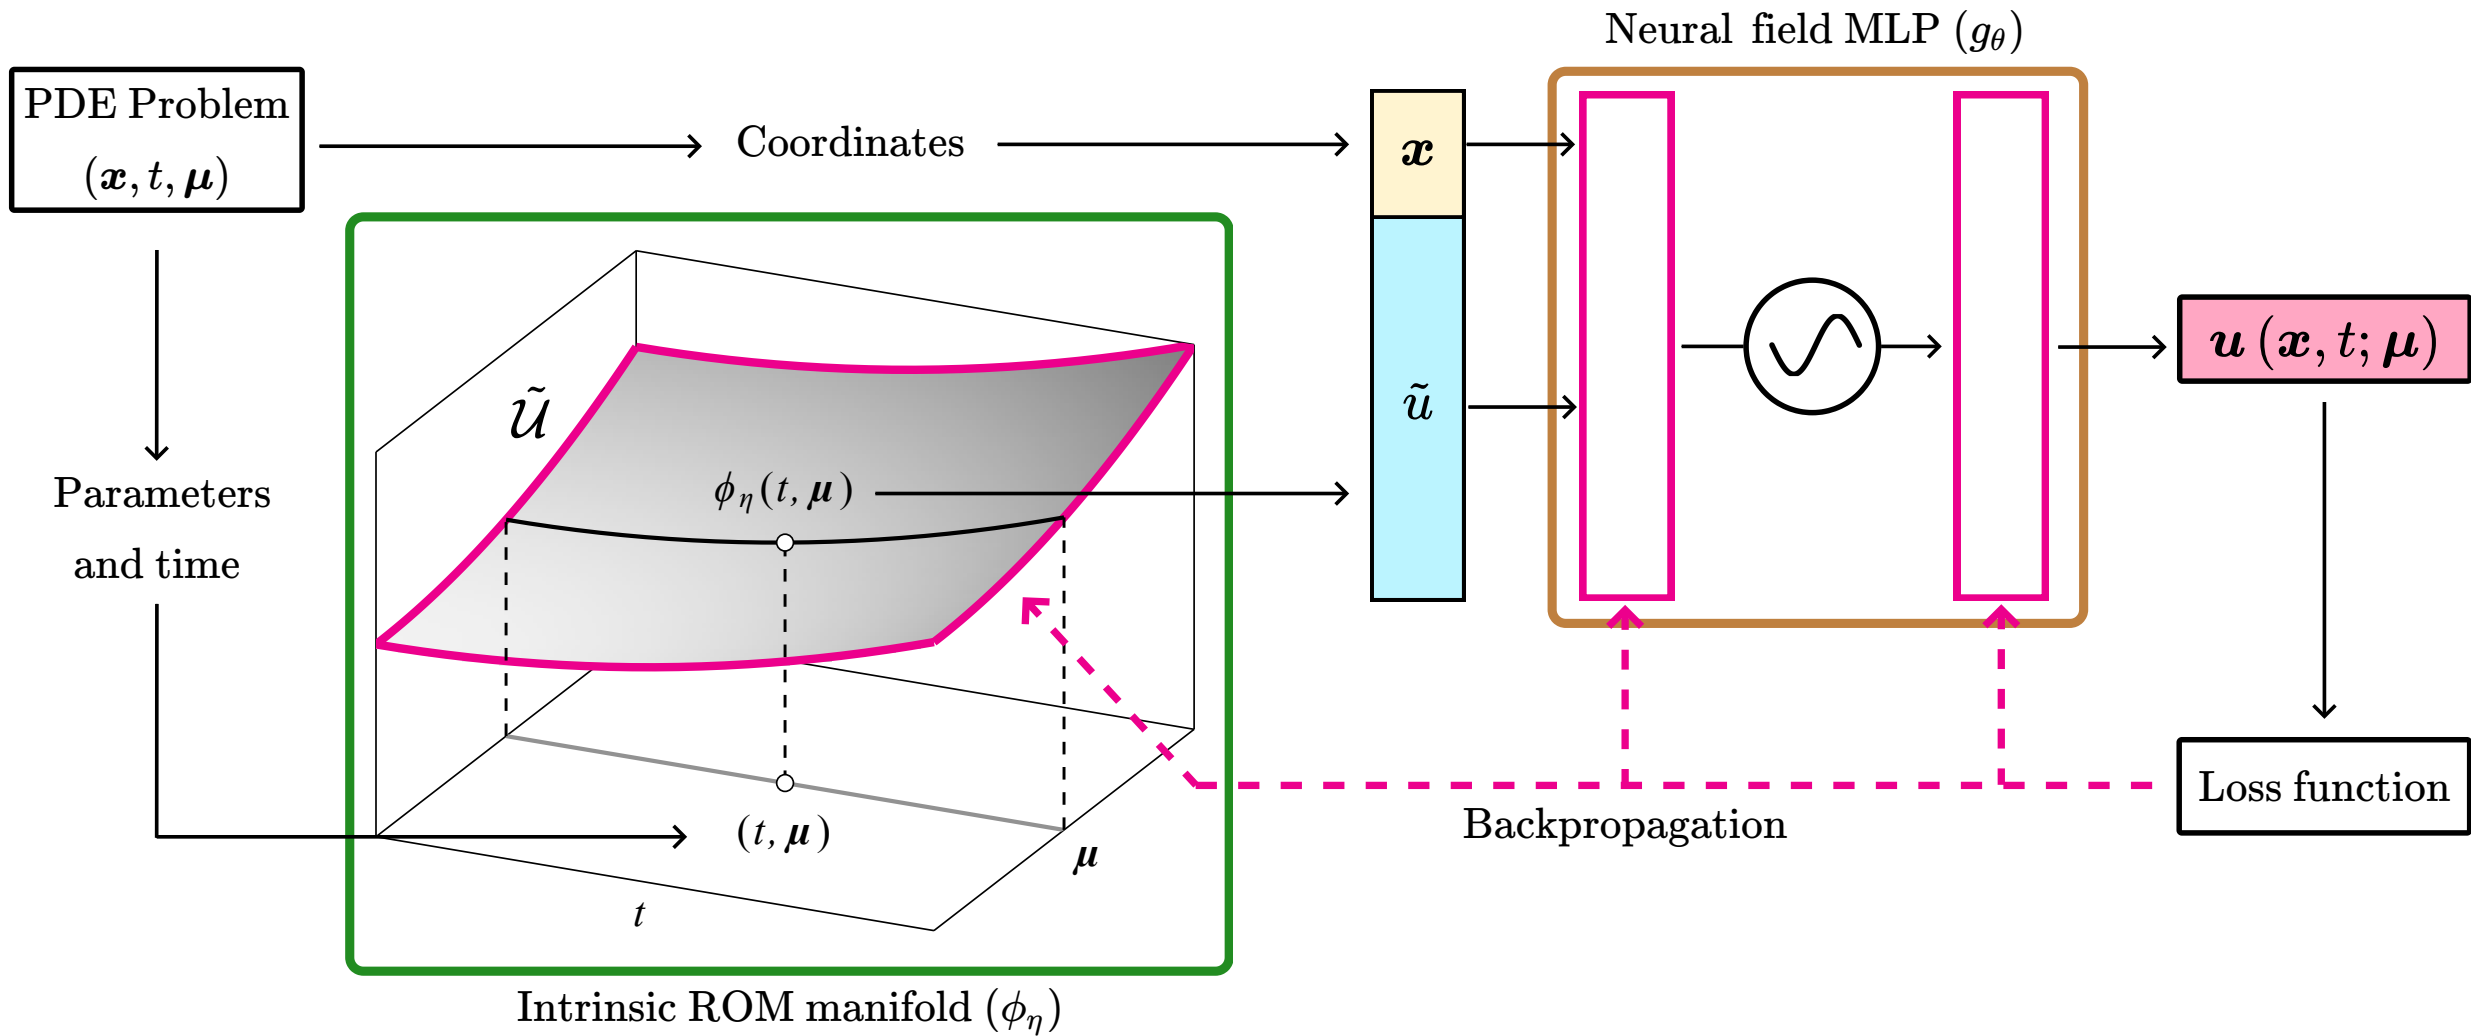 Neural field MLP (g_θ)
PDE Problem
(𝒙, t, 𝝁)
Coordinates
𝒙
𝒖 (𝒙, t; 𝝁)
ũ
𝒰̃
ϕ_η(t, 𝝁)
Parameters
and time
Loss function
Backpropagation
(t, 𝝁)
𝝁
t
Intrinsic ROM manifold (ϕ_η)